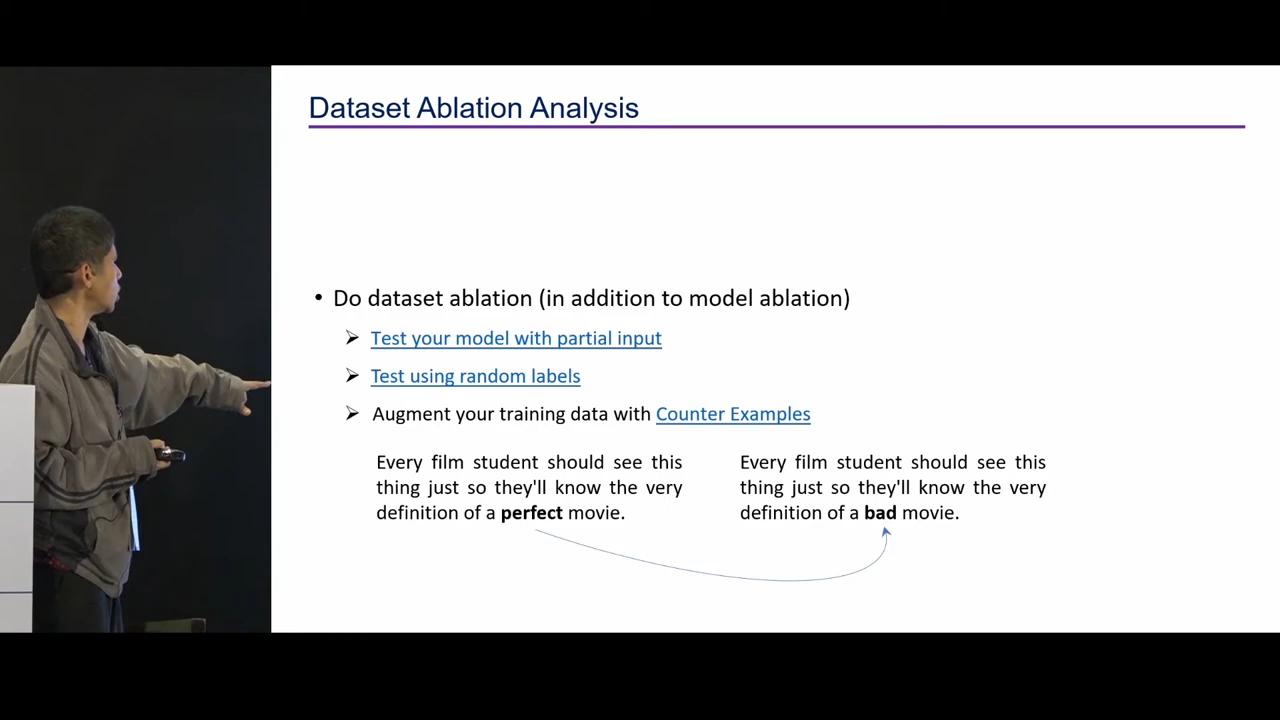 Dataset Ablation Analysis
• Do dataset ablation (in addition to model ablation)
➢ Test your model with partial input
➢ Test using random labels
➢ Augment your training data with Counter Examples
Every film student should see this
thing just so they'll know the very
definition of a perfect movie.
Every film student should see this
thing just so they'll know the very
definition of a bad movie.